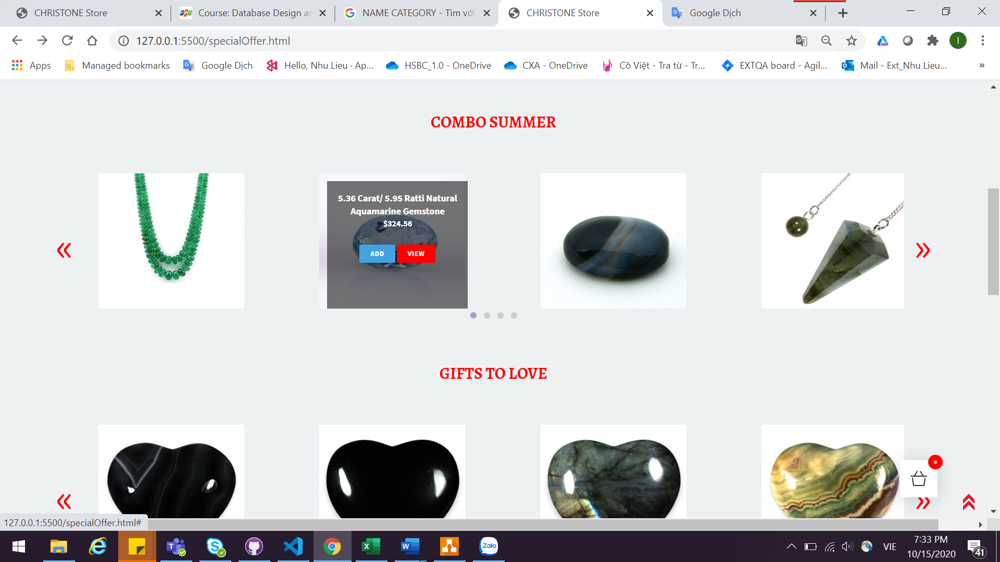 CHRISTONE Store
Course: Database Design ar
NAME CATEGORY - Tìm với
CHRISTONE Store
Google Dịch
127.0.0.1:5500/specialOffer.html
I
Apps
Managed bookmarks
Google Dịch
Hello, Nhu Lieu · Ap...
HSBC_1.0 - OneDrive
CXA - OneDrive
Cồ Việt - Tra từ - Tr...
EXTQA board - Agil...
Mail - Ext_Nhu Lieu...
COMBO SUMMER
5.36 Carat/ 5.95 Ratti Natural
Aquamarine Gemstone
$324.56
ADD
VIEW
GIFTS TO LOVE
0
127.0.0.1:5500/specialOffer.html#
Zalo
VIE
7:33 PM
10/15/2020
41